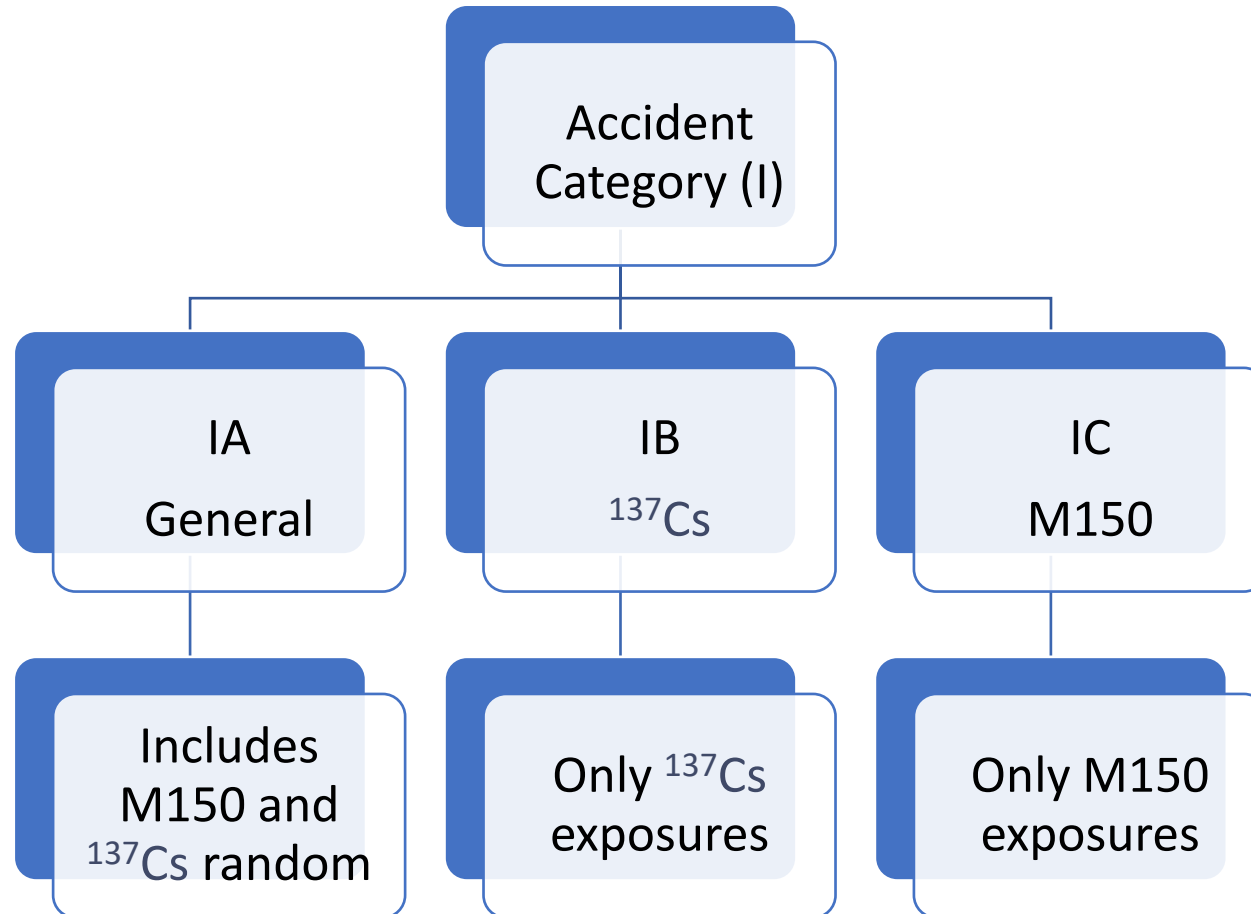 Accident
Category (I)
IA
General
IB
¹³⁷Cs
IC
M150
Includes
M150 and
¹³⁷Cs random
Only ¹³⁷Cs
exposures
Only M150
exposures